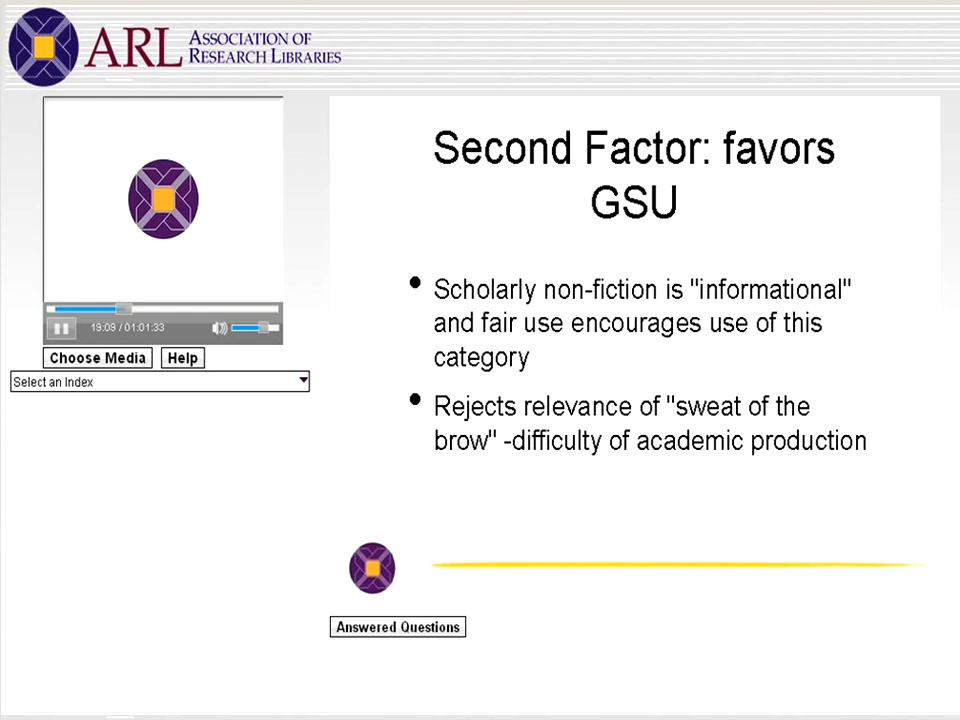 ARL ASSOCIATION OF
RESEARCH LIBRARIES
Second Factor: favors
GSU
• Scholarly non-fiction is "informational"
and fair use encourages use of this
category
• Rejects relevance of "sweat of the
brow" -difficulty of academic production
19:09 / 01:01:33
Choose Media Help
Select an Index
Answered Questions